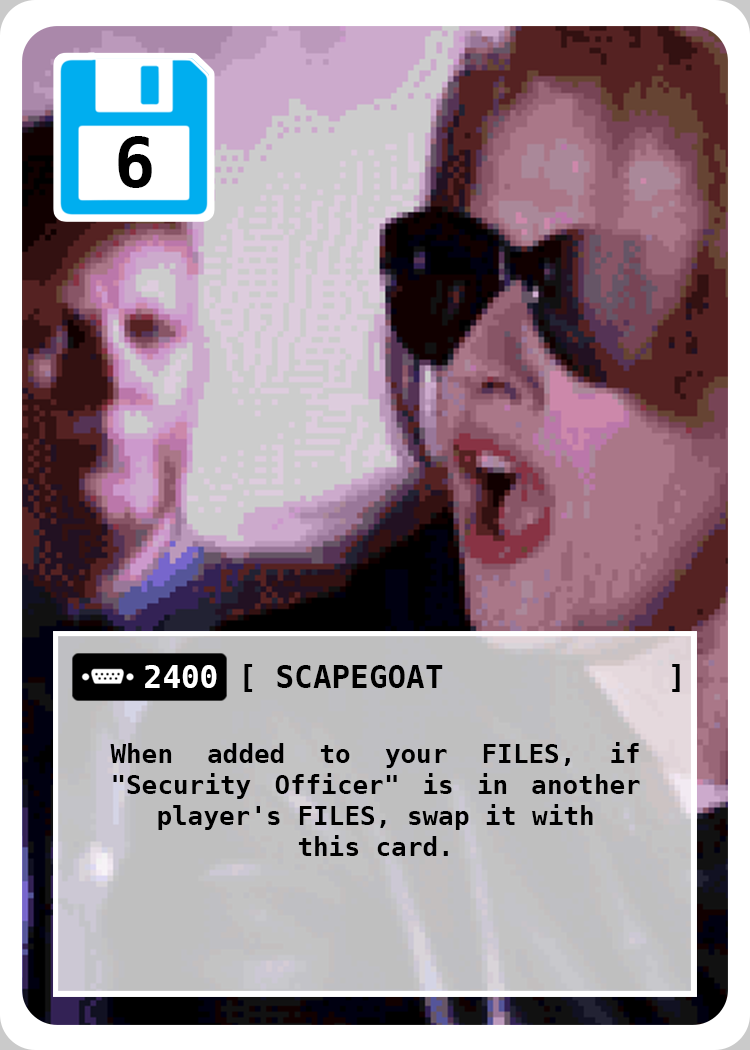 6
2400 [ SCAPEGOAT ]
When added to your FILES, if
"Security Officer" is in another
player's FILES, swap it with
this card.